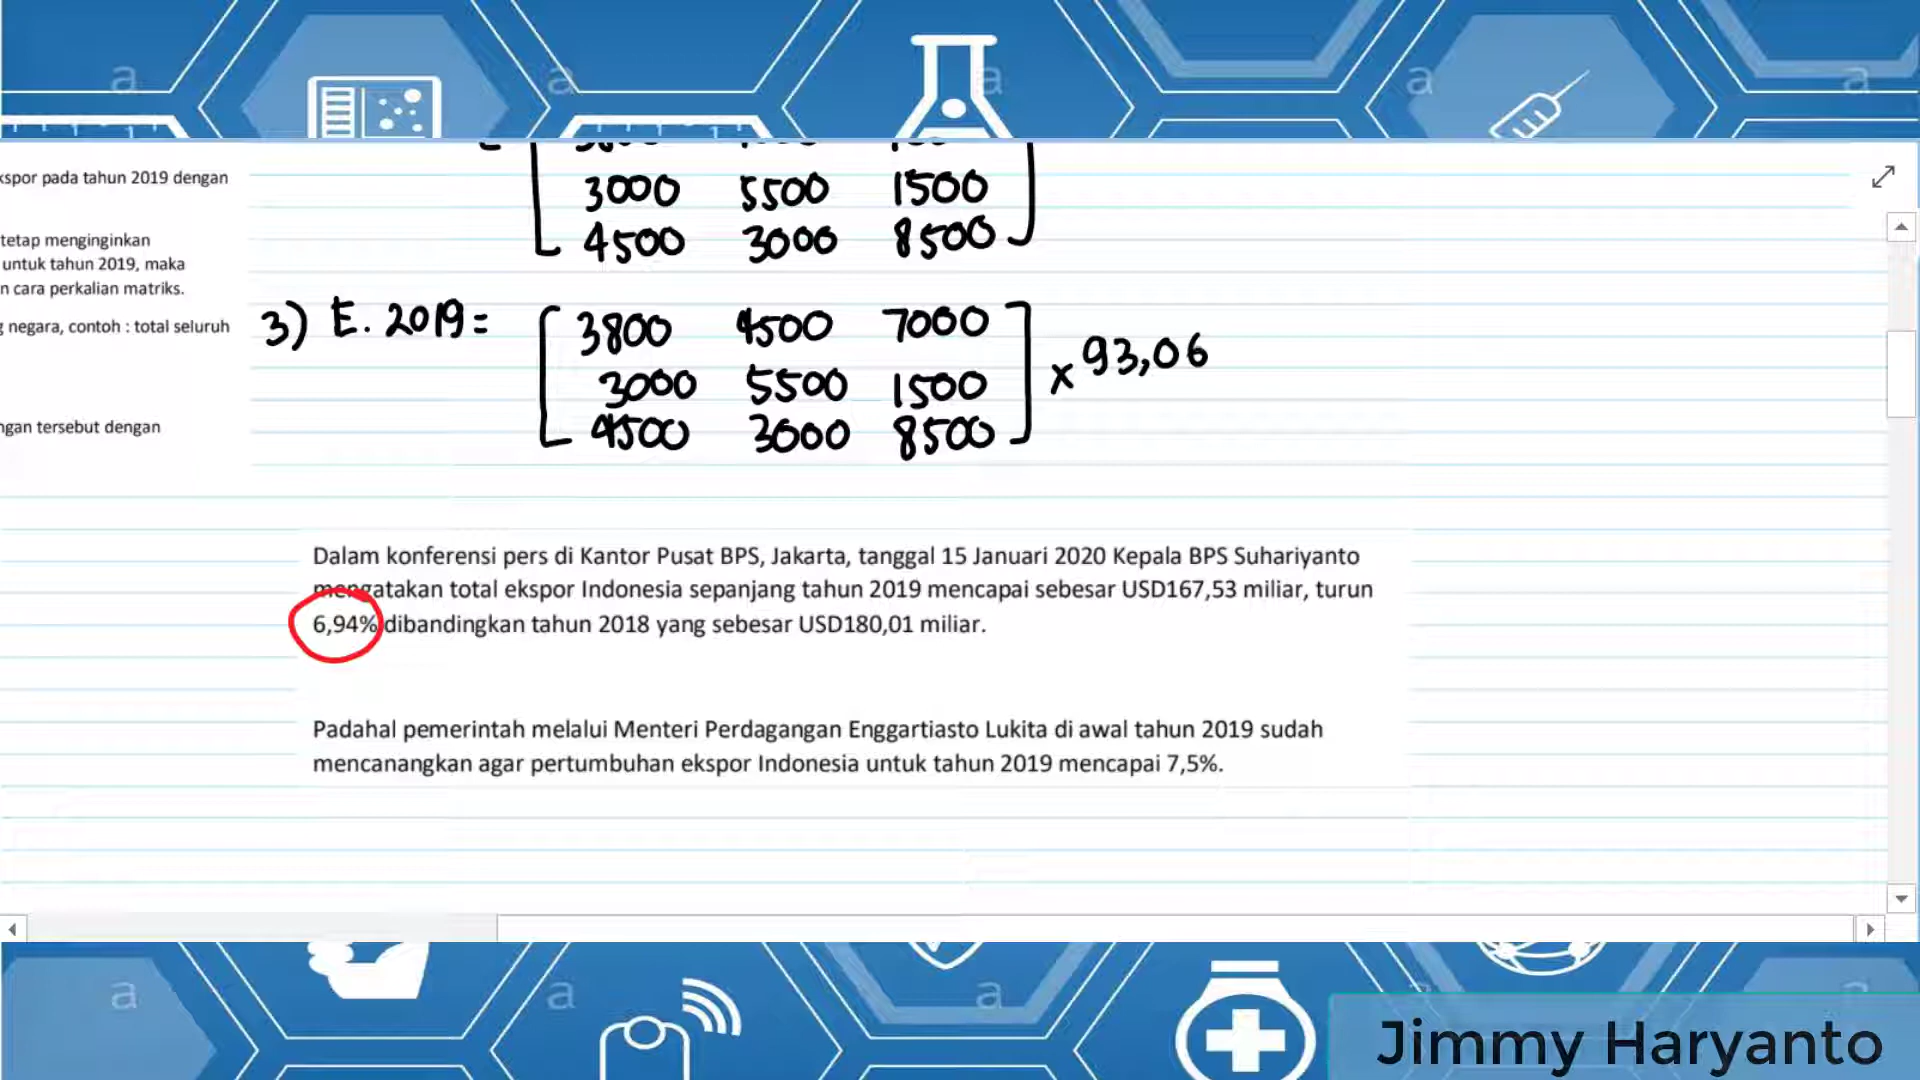 kspor pada tahun 2019 dengan
tetap menginginkan
untuk tahun 2019, maka
n cara perkalian matriks.
g negara, contoh : total seluruh
ngan tersebut dengan
3000 5500 1500
4500 3000 8500
3) E. 2019 =
3800 4500 7000
3000 5500 1500
4500 3000 8500
x 93,06
Dalam konferensi pers di Kantor Pusat BPS, Jakarta, tanggal 15 Januari 2020 Kepala BPS Suhariyanto
mengatakan total ekspor Indonesia sepanjang tahun 2019 mencapai sebesar USD167,53 miliar, turun
6,94% dibandingkan tahun 2018 yang sebesar USD180,01 miliar.
Padahal pemerintah melalui Menteri Perdagangan Enggartiasto Lukita di awal tahun 2019 sudah
mencanangkan agar pertumbuhan ekspor Indonesia untuk tahun 2019 mencapai 7,5%.
Jimmy Haryanto